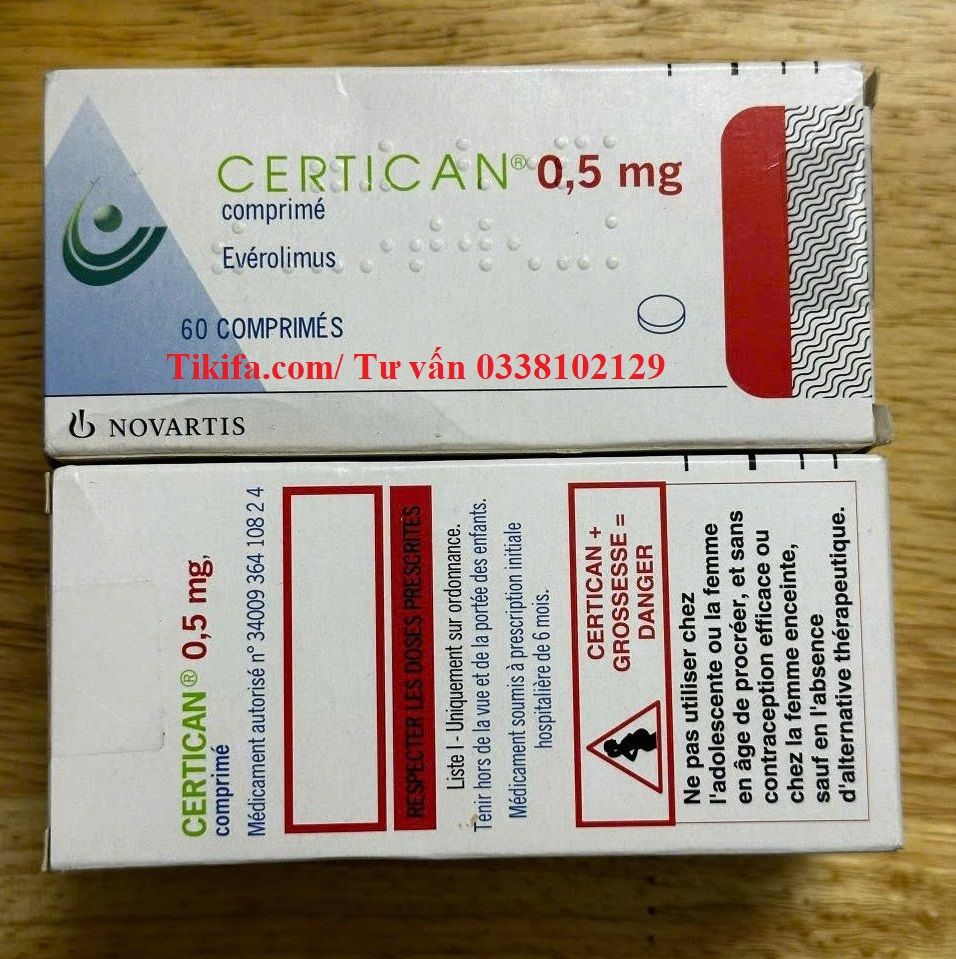 CERTICAN® 0,5 mg
comprimé
Evérolimus
60 COMPRIMÉS
Tikifa.com/ Tư vấn 0338102129
NOVARTIS
CERTICAN® 0,5 mg,
comprimé
Médicament autorisé n° 34009 364 108 2 4
RESPECTER LES DOSES PRESCRITES
Liste I - Uniquement sur ordonnance.
Tenir hors de la vue et de la portée des enfants.
Médicament soumis à prescription initiale
hospitalière de 6 mois.
CERTICAN +
GROSSESSE =
DANGER
Ne pas utiliser chez
l'adolescente ou la femme
en âge de procréer, et sans
contraception efficace ou
chez la femme enceinte,
sauf en l'absence
d'alternative thérapeutique.